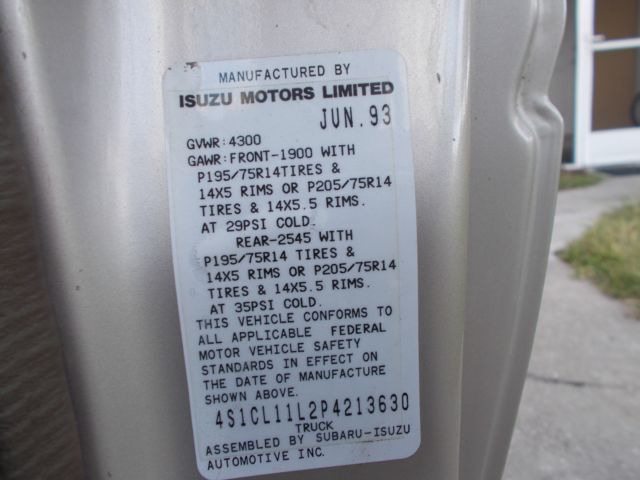 MANUFACTURED BY
ISUZU MOTORS LIMITED
JUN.93
GVWR:4300
GAWR:FRONT-1900 WITH
P195/75R14TIRES &
14X5 RIMS OR P205/75R14
TIRES & 14X5.5 RIMS.
AT 29PSI COLD.
REAR-2545 WITH
P195/75R14 TIRES &
14X5 RIMS OR P205/75R14
TIRES & 14X5.5 RIMS.
AT 35PSI COLD.
THIS VEHICLE CONFORMS TO
ALL APPLICABLE FEDERAL
MOTOR VEHICLE SAFETY
STANDARDS IN EFFECT ON
THE DATE OF MANUFACTURE
SHOWN ABOVE.
4S1CL11L2P4213630
TRUCK
ASSEMBLED BY SUBARU-ISUZU
AUTOMOTIVE INC.